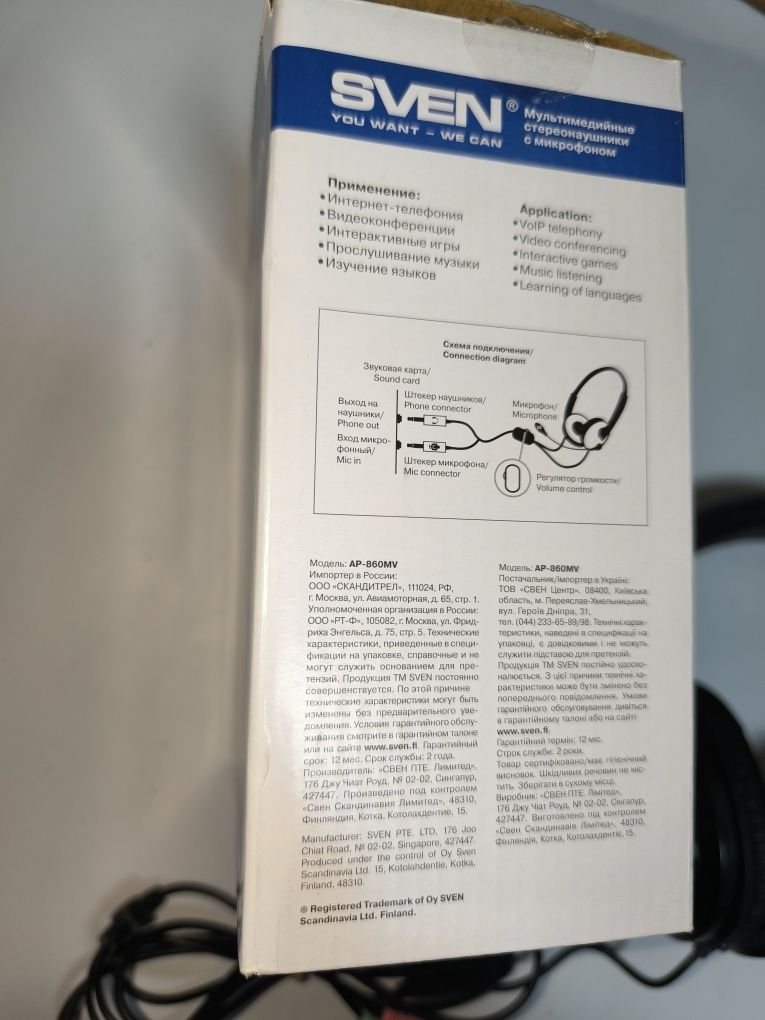 SVEN®
YOU WANT – WE CAN
Мультимедийные
стереонаушники
с микрофоном
Применение:
•Интернет-телефония
•Видеоконференции
•Интерактивные игры
•Прослушивание музыки
•Изучение языков
Application:
•VoIP telephony
•Video conferencing
•Interactive games
•Music listening
•Learning of languages
Схема подключения/
Connection diagram
Звуковая карта/
Sound card
Выход на
наушники/
Phone out
Вход микро-
фонный/
Mic in
Штекер наушников/
Phone connector
Штекер микрофона/
Mic connector
Микрофон/
Microphone
Регулятор громкости/
Volume control
Модель: AP-860MV
Импортер в России:
ООО «СКАНДИТРЕЛ», 111024, РФ,
г. Москва, ул. Авиамоторная, д. 65, стр. 1.
Уполномоченная организация в России:
ООО «РТ-Ф», 105082, г. Москва, ул. Фрид-
риха Энгельса, д. 75, стр. 5. Технические
характеристики, приведенные в специ-
фикации на упаковке, справочные и не
могут служить основанием для пре-
тензий. Продукция ТМ SVEN постоянно
совершенствуется. По этой причине
технические характеристики могут быть
изменены без предварительного уве-
домления. Условия гарантийного обслу-
живания смотрите в гарантийном талоне
или на сайте www.sven.fi. Гарантийный
срок: 12 мес. Срок службы: 2 года.
Производитель: «СВЕН ПТЕ. Лимитед»,
176 Джу Чиат Роуд, № 02-02, Сингапур,
427447. Произведено под контролем
«Свен Скандинавия Лимитед», 48310,
Финляндия, Котка, Котолахдентие, 15.
Manufacturer: SVEN PTE. LTD, 176 Joo
Chiat Road, № 02-02, Singapore, 427447.
Produced under the control of Oy Sven
Scandinavia Ltd. 15, Kotolahdentie, Kotka,
Finland, 48310.
® Registered Trademark of Oy SVEN
Scandinavia Ltd. Finland.
Модель: AP-860MV
Постачальник/імпортер в Україні:
ТОВ «СВЕН Центр». 08400, Київська
область, м. Переяслав-Хмельницький,
вул. Героїв Дніпра, 31,
тел. (044) 233-65-89/98. Технічні харак-
теристики, наведені в специфікації на
упаковці, є довідковими і не можуть
служити підставою для претензій.
Продукція ТМ SVEN постійно удоско-
налюється. З цієї причини технічні ха-
рактеристики може бути змінено без
попереднього повідомлення. Умови
гарантійного обслуговування дивіться
в гарантійному талоні або на сайті
www.sven.fi.
Гарантійний термін: 12 міс.
Строк служби: 2 роки.
Товар сертифіковано/має гігієнічний
висновок. Шкідливих речовин не міс-
тить. Зберігати в сухому місці.
Виробник: «СВЕН ПТЕ. Лімітед»,
176 Джу Чіат Роуд, № 02-02, Сінгапур,
427447. Виготовлено під контролем
«Свен Скандинавія Лімітед», 48310,
Фінляндія, Котка, Котолахдентіє, 15.